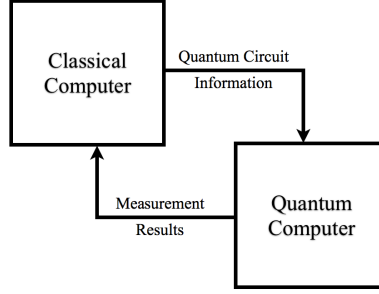 Classical
Computer
Quantum Circuit
Information
Measurement
Results
Quantum
Computer